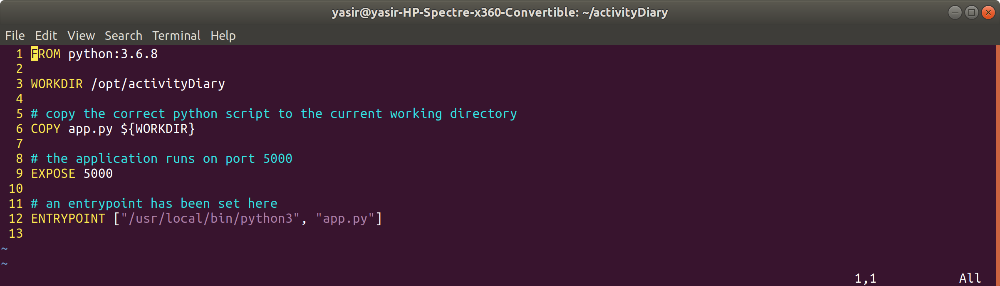 yasir@yasir-HP-Spectre-x360-Convertible: ~/activityDiary
File Edit View Search Terminal Help
1 FROM python:3.6.8
2
3 WORKDIR /opt/activityDiary
4
5 # copy the correct python script to the current working directory
6 COPY app.py ${WORKDIR}
7
8 # the application runs on port 5000
9 EXPOSE 5000
10
11 # an entrypoint has been set here
12 ENTRYPOINT ["/usr/local/bin/python3", "app.py"]
13
~
~
1,1 All